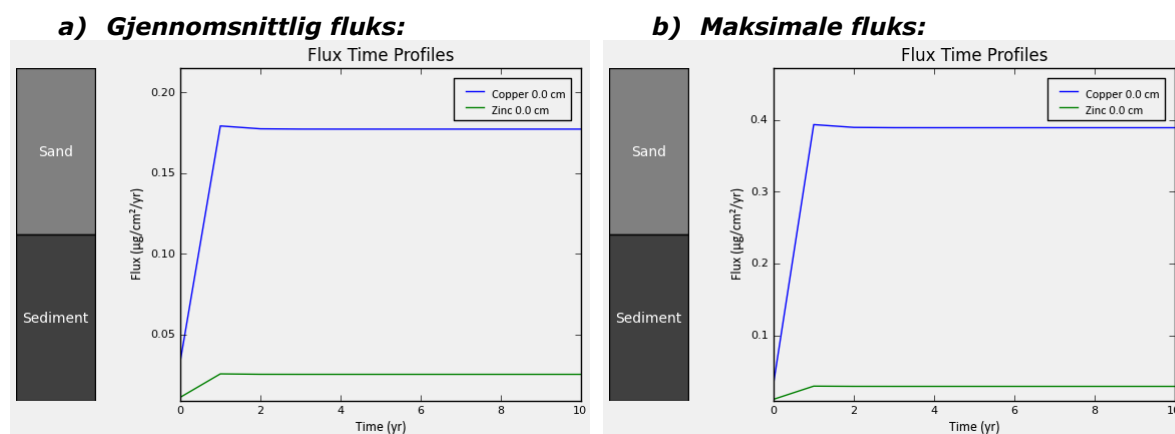 a) Gjennomsnittlig fluks:
Flux Time Profiles
Sand
Sediment
Flux (µg/cm²/yr)
0.20
0.15
0.10
0.05
Copper 0.0 cm
Zinc 0.0 cm
0
2
4
6
8
10
Time (yr)
b) Maksimale fluks:
Flux Time Profiles
Sand
Sediment
Flux (µg/cm²/yr)
0.4
0.3
0.2
0.1
Copper 0.0 cm
Zinc 0.0 cm
0
2
4
6
8
10
Time (yr)